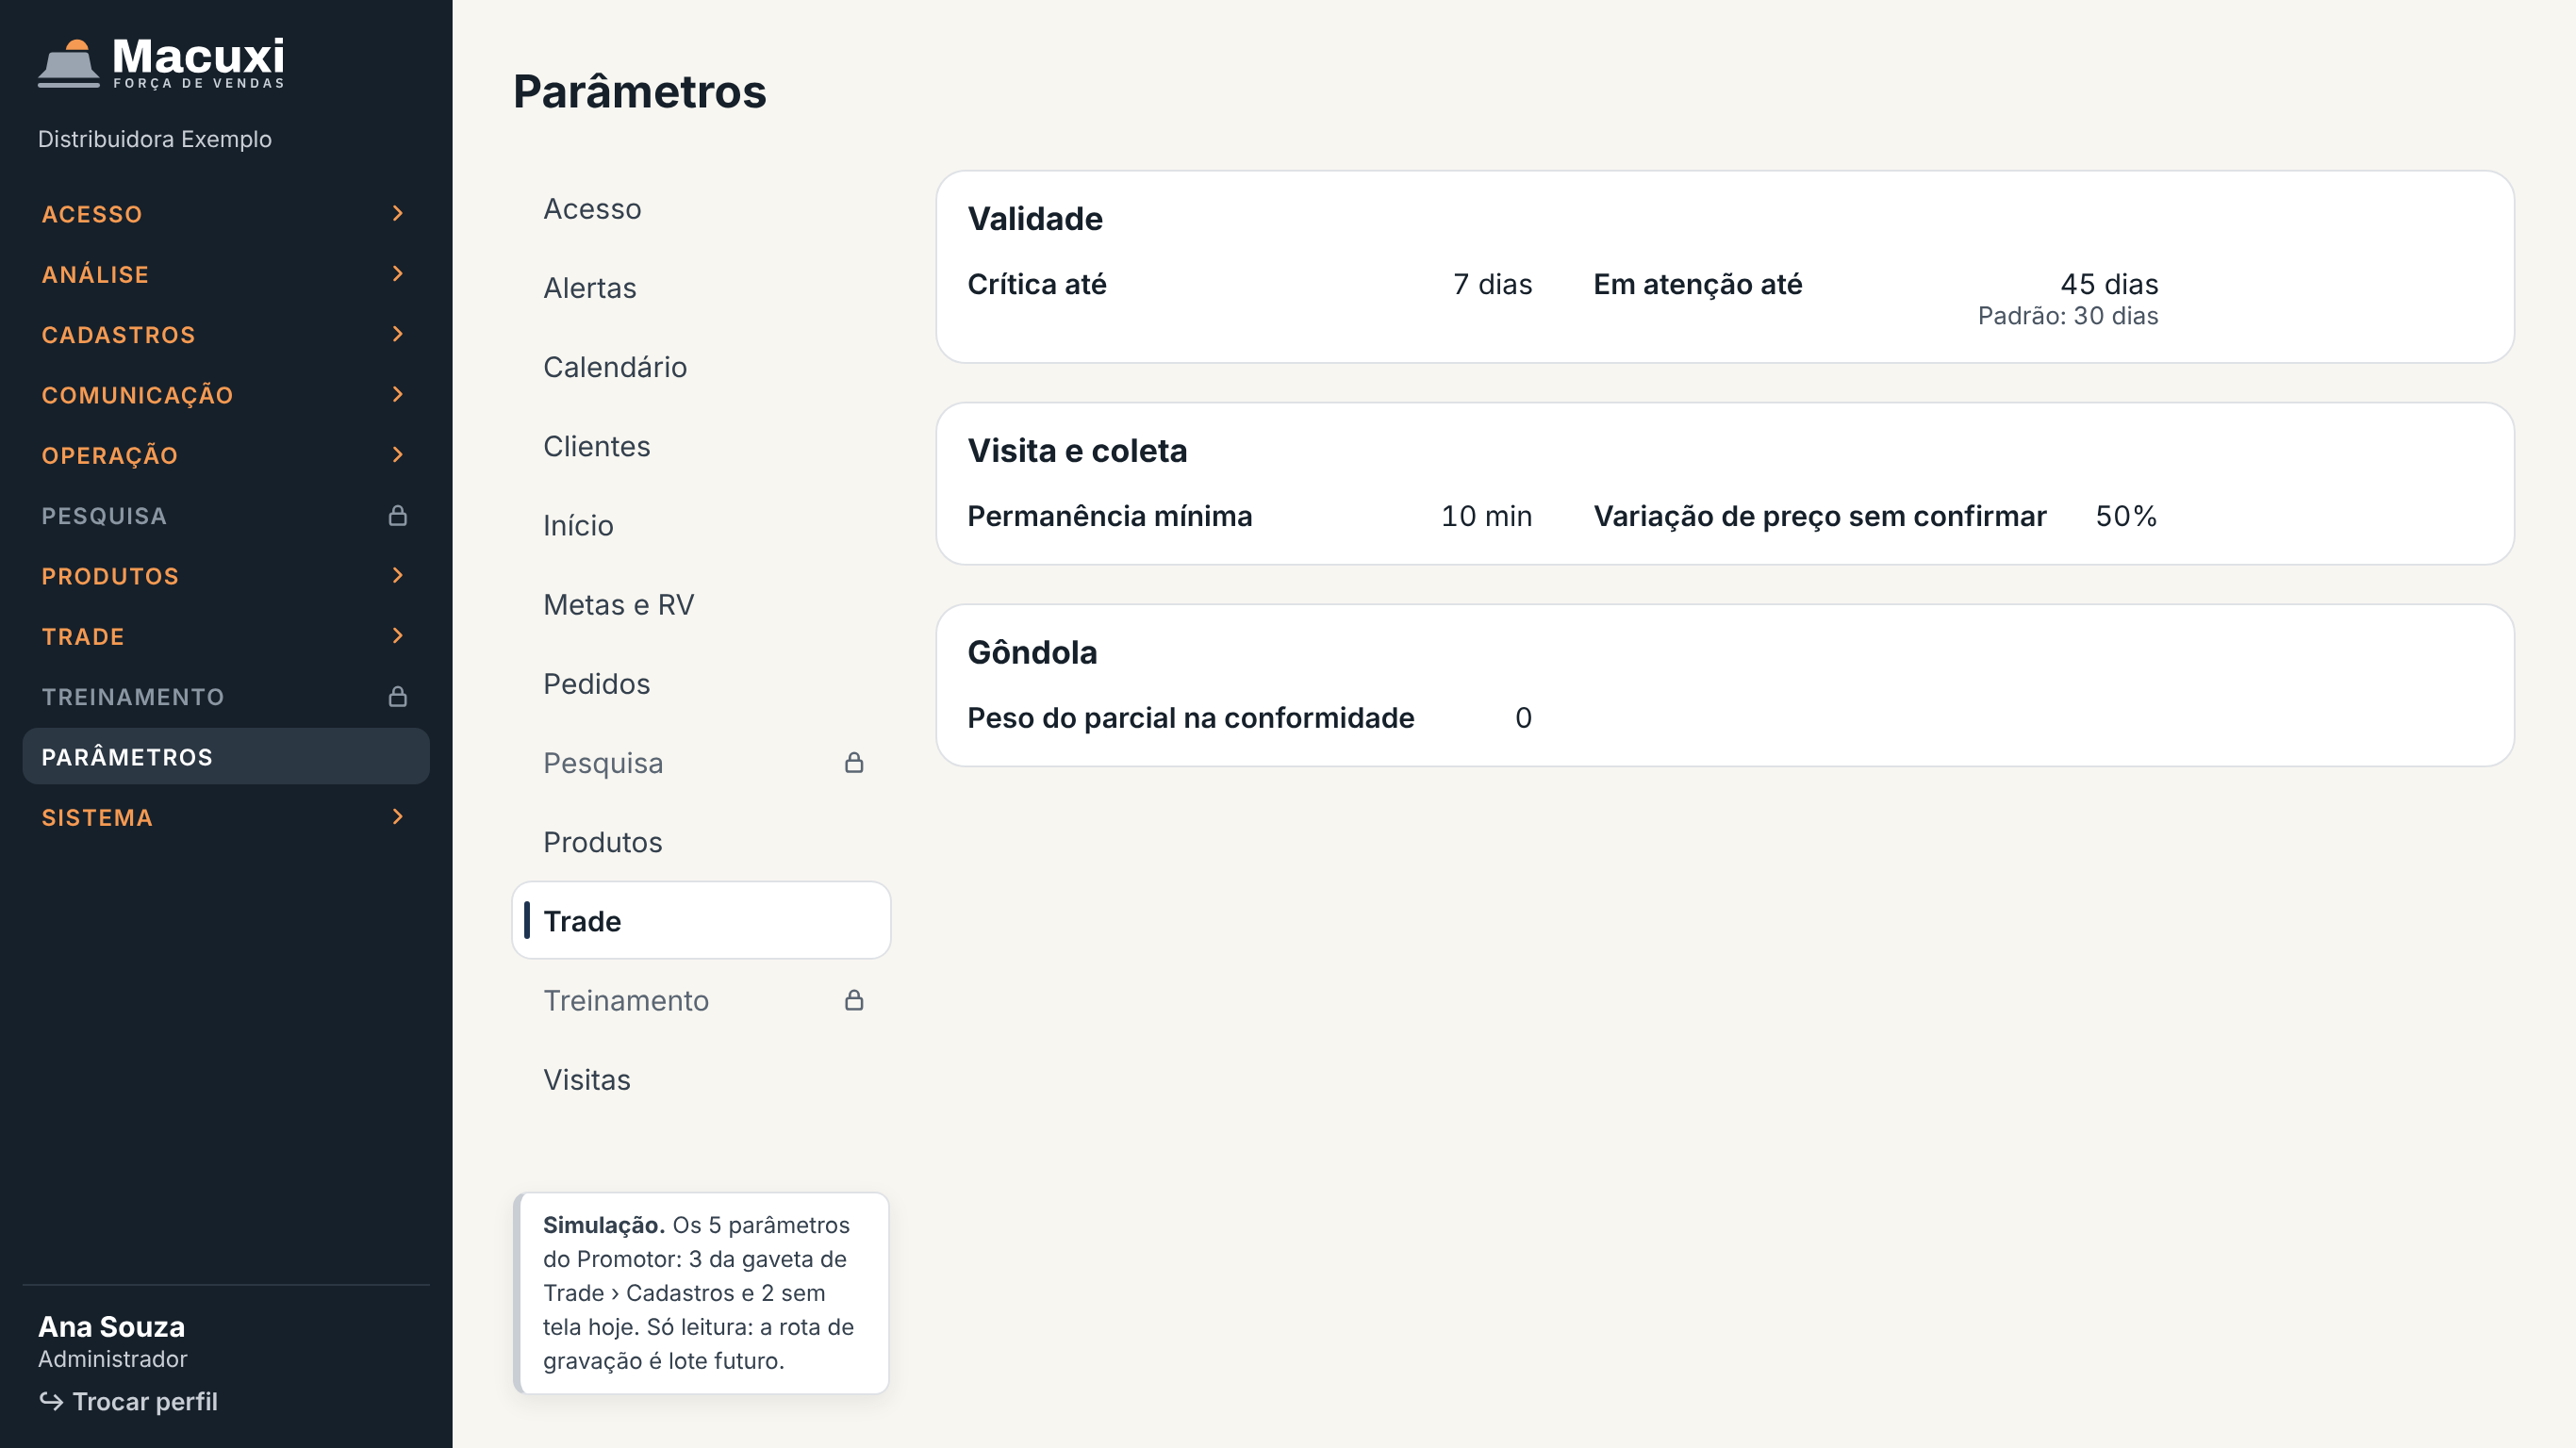 Macuxi
FORÇA DE VENDAS
Distribuidora Exemplo
ACESSO
ANÁLISE
CADASTROS
COMUNICAÇÃO
OPERAÇÃO
PESQUISA
PRODUTOS
TRADE
TREINAMENTO
PARÂMETROS
SISTEMA
Ana Souza
Administrador
Trocar perfil
Parâmetros
Acesso
Alertas
Calendário
Clientes
Início
Metas e RV
Pedidos
Pesquisa
Produtos
Trade
Treinamento
Visitas
Simulação. Os 5 parâmetros
do Promotor: 3 da gaveta de
Trade › Cadastros e 2 sem
tela hoje. Só leitura: a rota de
gravação é lote futuro.
Validade
Crítica até 7 dias Em atenção até 45 dias
Padrão: 30 dias
Visita e coleta
Permanência mínima 10 min Variação de preço sem confirmar 50%
Gôndola
Peso do parcial na conformidade 0